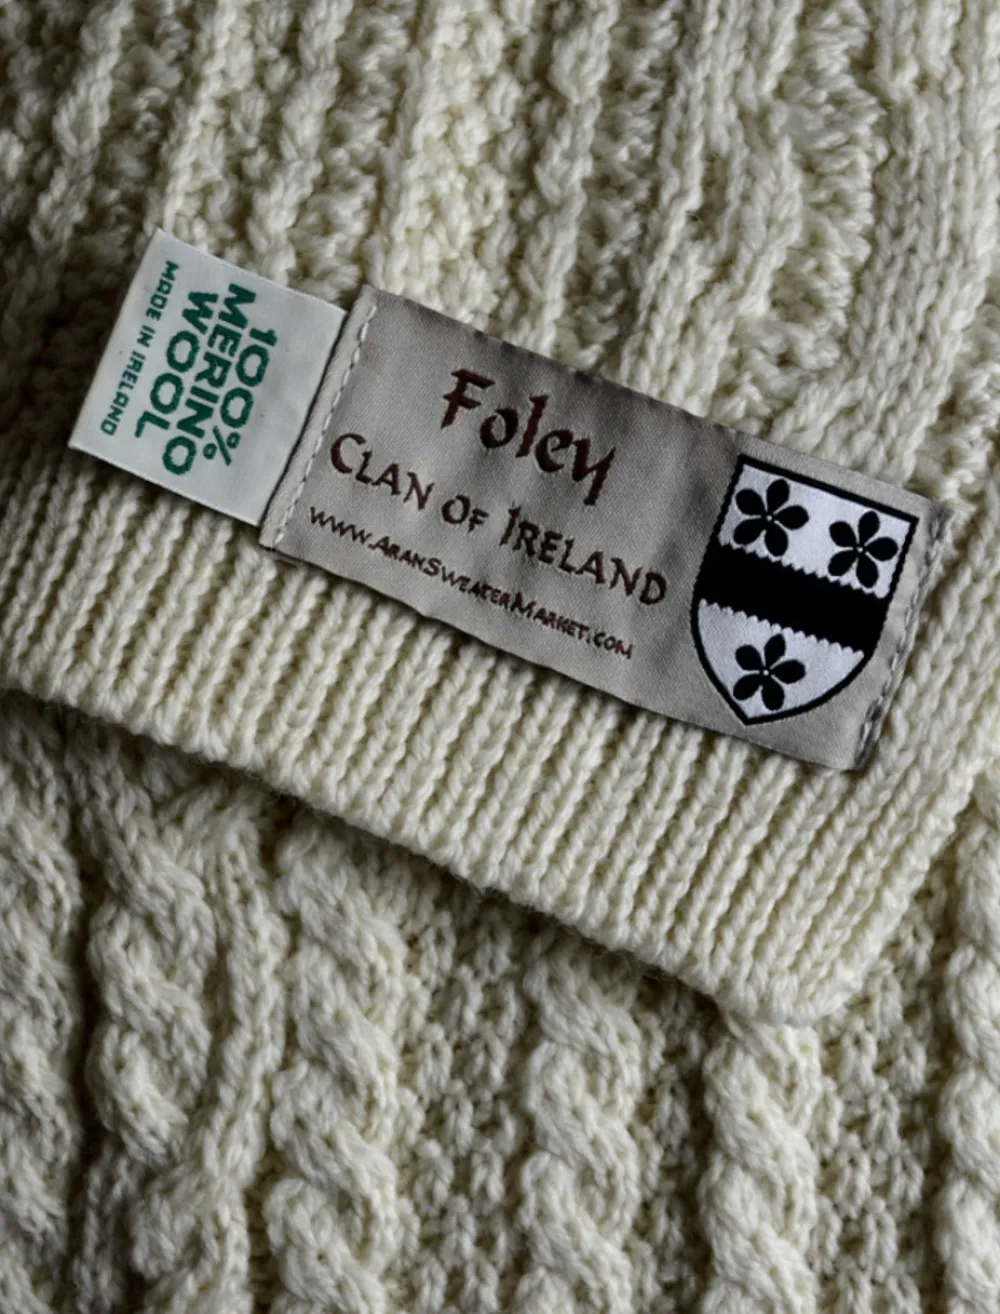 100%
MERINO
WOOL
MADE IN IRELAND
Foley
CLAN OF IRELAND
www.ARANSWEATERMARKET.COM